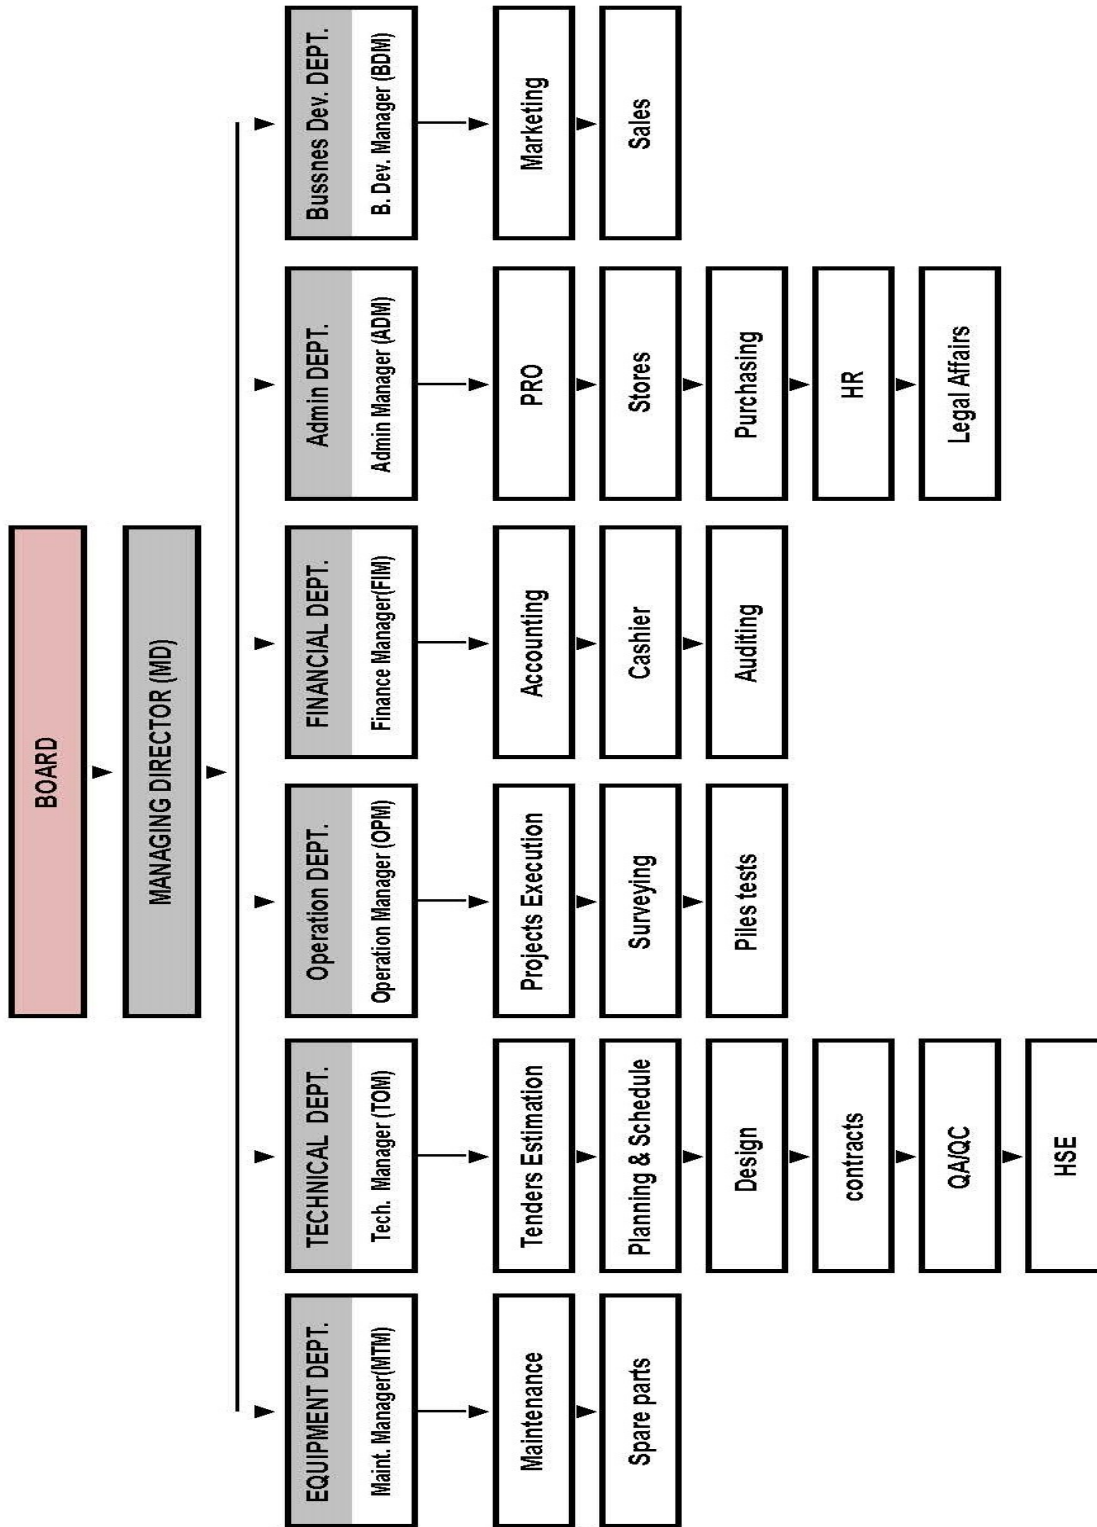 BOARD
MANAGING DIRECTOR (MD)
EQUIPMENT DEPT.
Maint. Manager(MTM)
Maintenance
Spare parts
TECHNICAL DEPT.
Tech. Manager (TOM)
Tenders Estimation
Planning & Schedule
Design
contracts
QA/QC
HSE
Operation DEPT.
Operation Manager (OPM)
Projects Execution
Surveying
Piles tests
FINANCIAL DEPT.
Finance Manager(FIM)
Accounting
Cashier
Auditing
Admin DEPT.
Admin Manager (ADM)
PRO
Stores
Purchasing
HR
Legal Affairs
Bussnes Dev. DEPT.
B. Dev. Manager (BDM)
Marketing
Sales